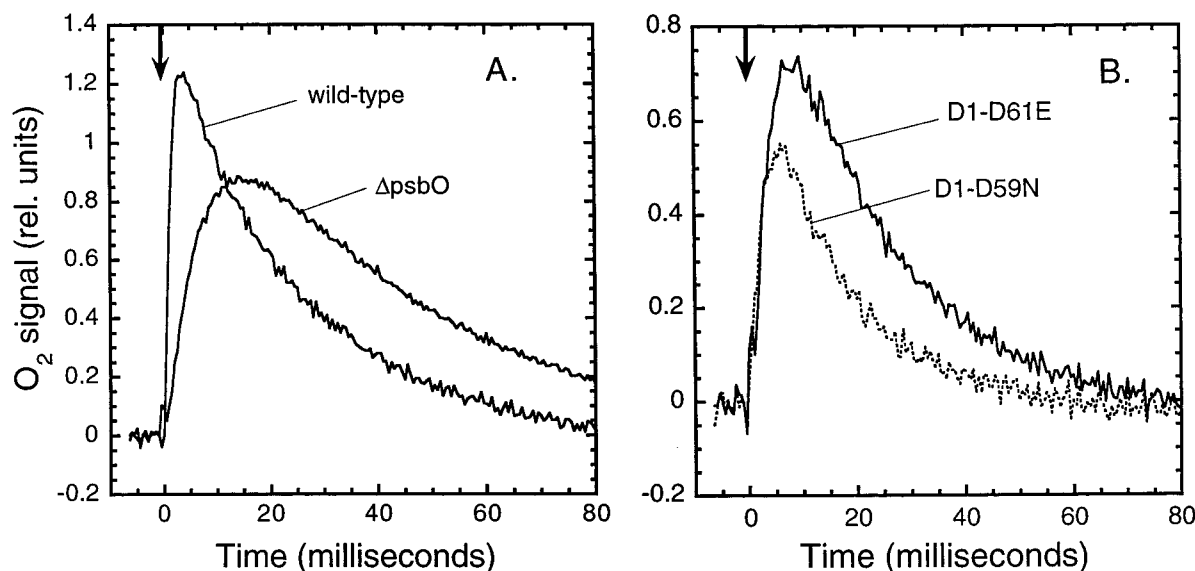 A.
wild-type
ΔpsbO
O₂ signal (rel. units)
1.4
1.2
1
0.8
0.6
0.4
0.2
0
-0.2
0 20 40 60 80
Time (milliseconds)
B.
D1-D61E
D1-D59N
0.8
0.6
0.4
0.2
0
-0.2
0 20 40 60 80
Time (milliseconds)